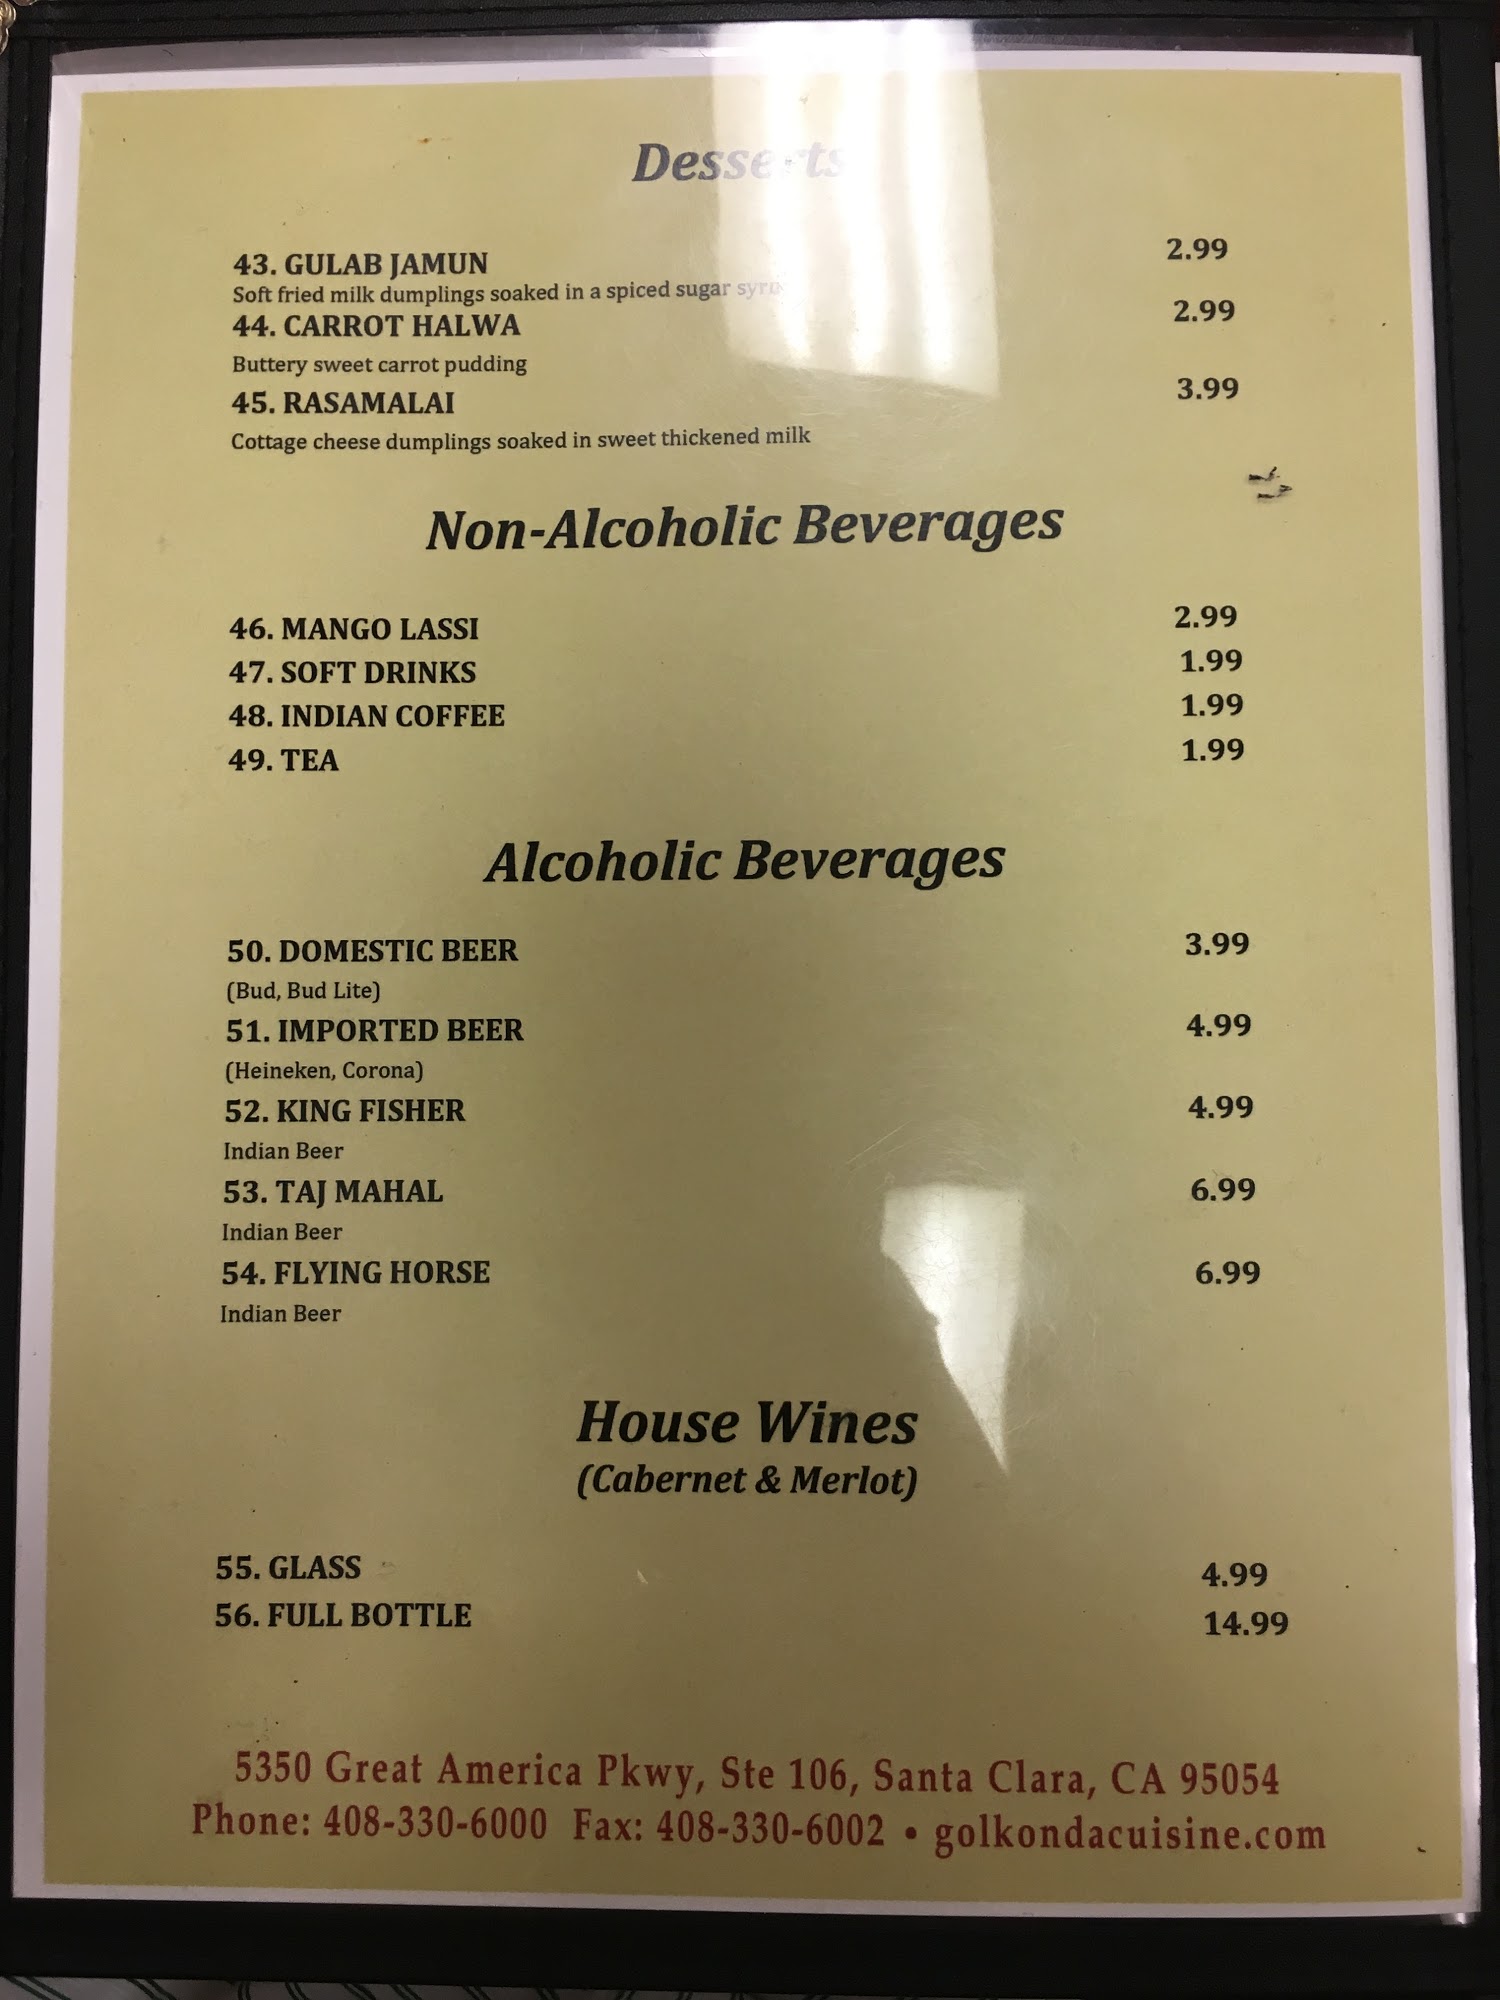 Desserts
43. GULAB JAMUN 2.99
Soft fried milk dumplings soaked in a spiced sugar syrup
44. CARROT HALWA 2.99
Buttery sweet carrot pudding
45. RASAMALAI 3.99
Cottage cheese dumplings soaked in sweet thickened milk
Non-Alcoholic Beverages
46. MANGO LASSI 2.99
47. SOFT DRINKS 1.99
48. INDIAN COFFEE 1.99
49. TEA 1.99
Alcoholic Beverages
50. DOMESTIC BEER 3.99
(Bud, Bud Lite)
51. IMPORTED BEER 4.99
(Heineken, Corona)
52. KING FISHER 4.99
Indian Beer
53. TAJ MAHAL 6.99
Indian Beer
54. FLYING HORSE 6.99
Indian Beer
House Wines
(Cabernet & Merlot)
55. GLASS 4.99
56. FULL BOTTLE 14.99
5350 Great America Pkwy, Ste 106, Santa Clara, CA 95054
Phone: 408-330-6000 Fax: 408-330-6002 • golkondacuisine.com